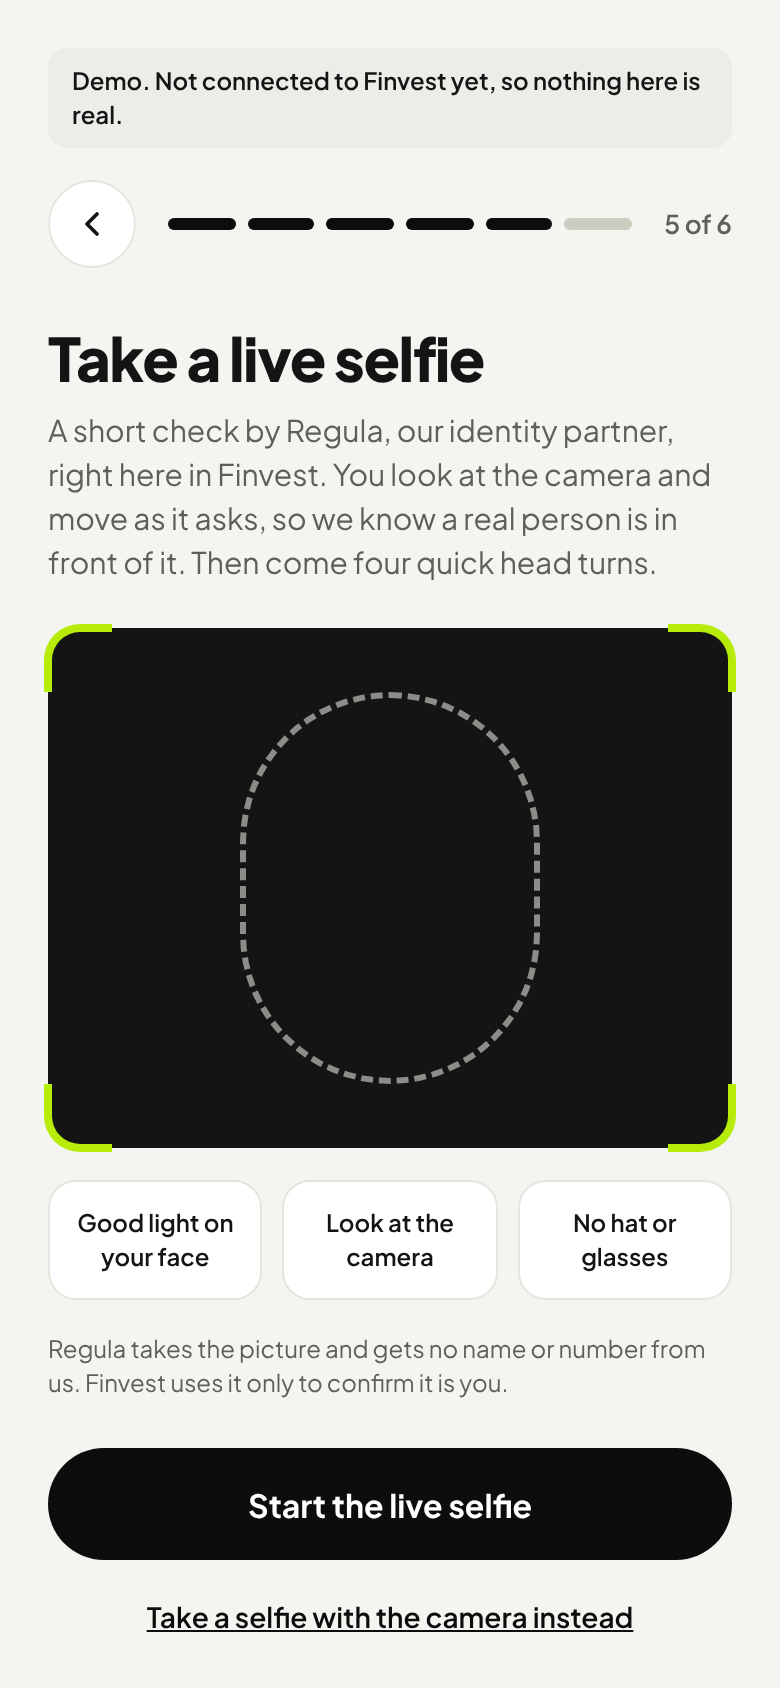 Demo. Not connected to Finvest yet, so nothing here is
real.
5 of 6
Take a live selfie
A short check by Regula, our identity partner,
right here in Finvest. You look at the camera and
move as it asks, so we know a real person is in
front of it. Then come four quick head turns.
Good light on
your face
Look at the
camera
No hat or
glasses
Regula takes the picture and gets no name or number from
us. Finvest uses it only to confirm it is you.
Start the live selfie
Take a selfie with the camera instead